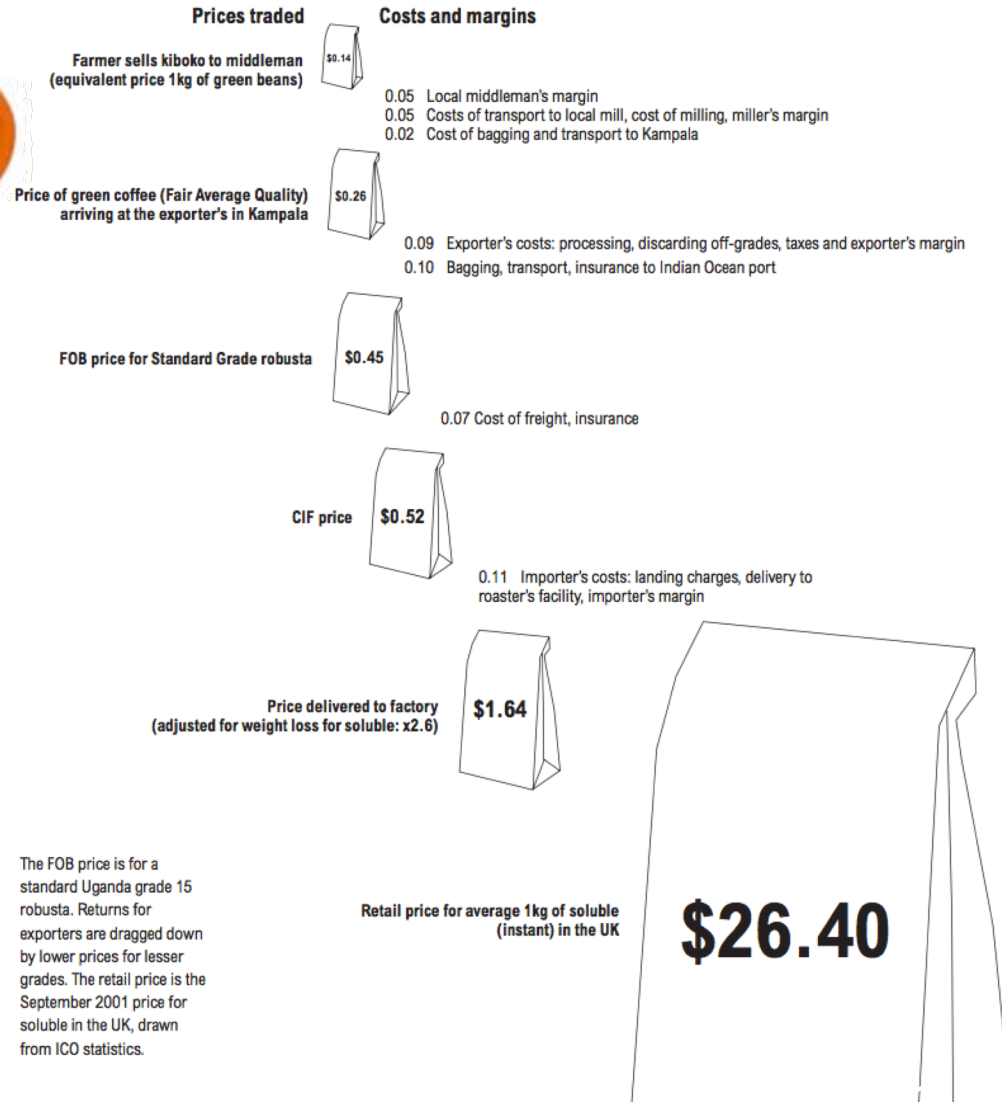 Prices traded
Costs and margins
Farmer sells kiboko to middleman
(equivalent price 1kg of green beans)
$0.14
0.05 Local middleman's margin
0.05 Costs of transport to local mill, cost of milling, miller's margin
0.02 Cost of bagging and transport to Kampala
Price of green coffee (Fair Average Quality)
arriving at the exporter's in Kampala
$0.26
0.09 Exporter's costs: processing, discarding off-grades, taxes and exporter's margin
0.10 Bagging, transport, insurance to Indian Ocean port
FOB price for Standard Grade robusta
$0.45
0.07 Cost of freight, insurance
CIF price
$0.52
0.11 Importer's costs: landing charges, delivery to
roaster's facility, importer's margin
Price delivered to factory
(adjusted for weight loss for soluble: x2.6)
$1.64
The FOB price is for a
standard Uganda grade 15
robusta. Returns for
exporters are dragged down
by lower prices for lesser
grades. The retail price is the
September 2001 price for
soluble in the UK, drawn
from ICO statistics.
Retail price for average 1kg of soluble
(instant) in the UK
$26.40